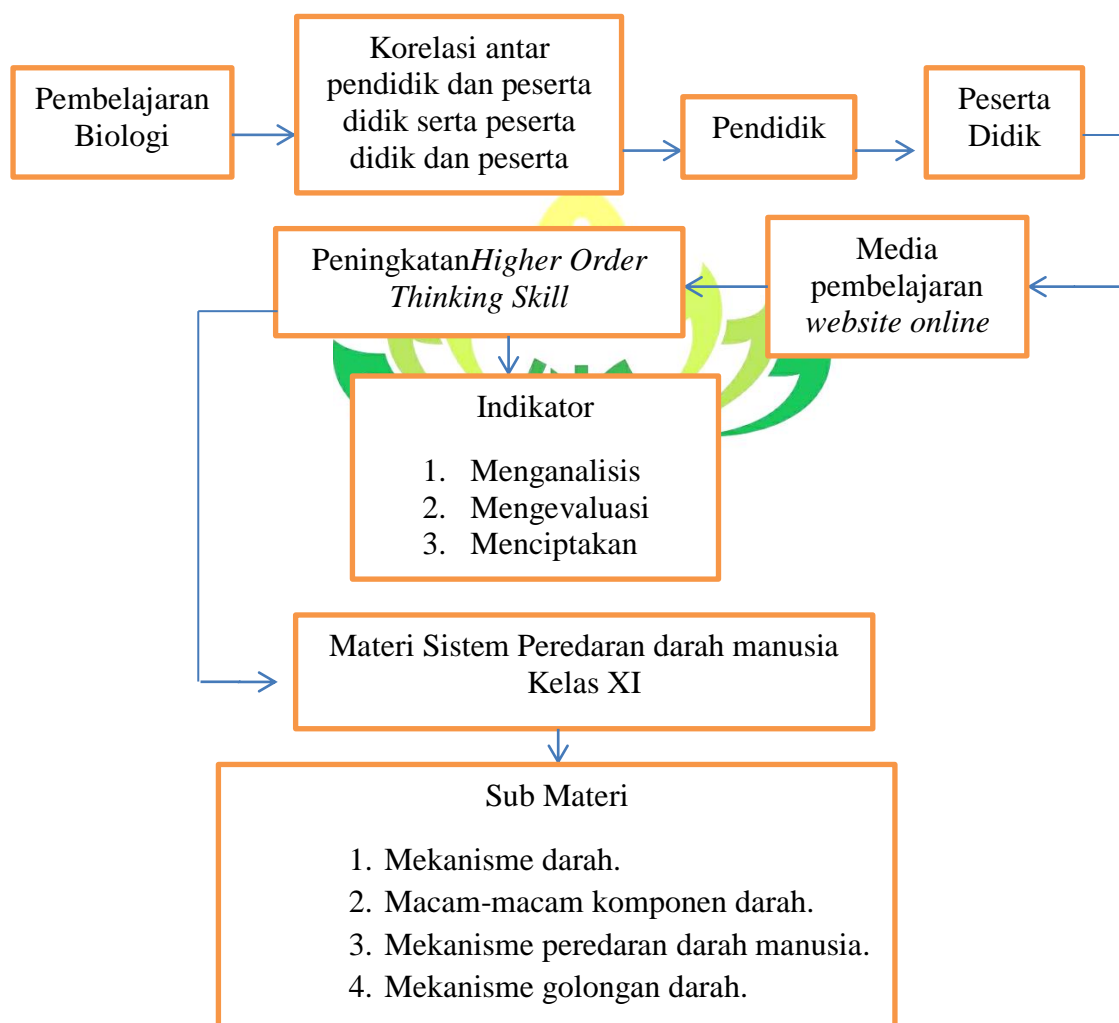 Pembelajaran
Biologi
Korelasi antar
pendidik dan peserta
didik serta peserta
didik dan peserta
Pendidik
Peserta
Didik
Media
pembelajaran
website online
PeningkatanHigher Order
Thinking Skill
Indikator
1. Menganalisis
2. Mengevaluasi
3. Menciptakan
Materi Sistem Peredaran darah manusia
Kelas XI
Sub Materi
1. Mekanisme darah.
2. Macam-macam komponen darah.
3. Mekanisme peredaran darah manusia.
4. Mekanisme golongan darah.